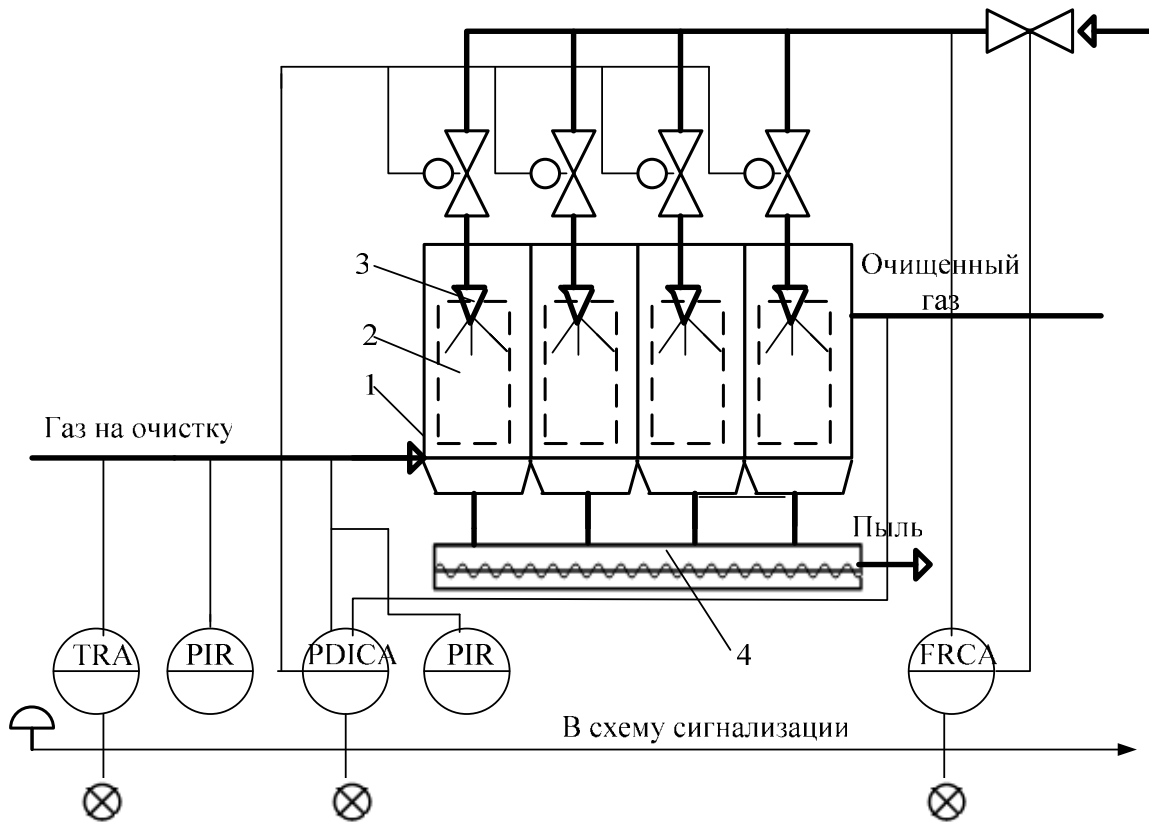 3
Очищенный
газ
2
1
Газ на очистку
Пыль
TRA
PIR
PDICA
PIR
4
FRCA
В схему сигнализации